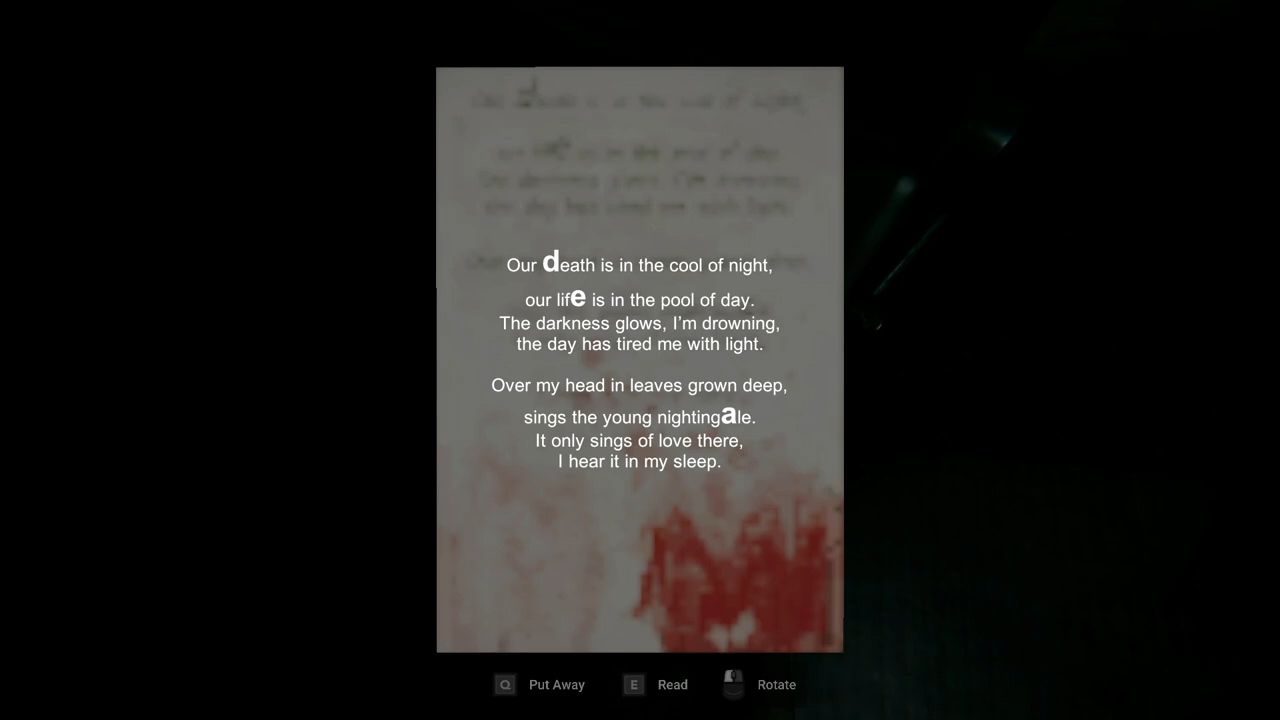 Our death is in the cool of night,
our life is in the pool of day.
The darkness glows, I'm drowning,
the day has tired me with light.
Over my head in leaves grown deep,
sings the young nightingale.
It only sings of love there,
I hear it in my sleep.
Q Put Away E Read Rotate